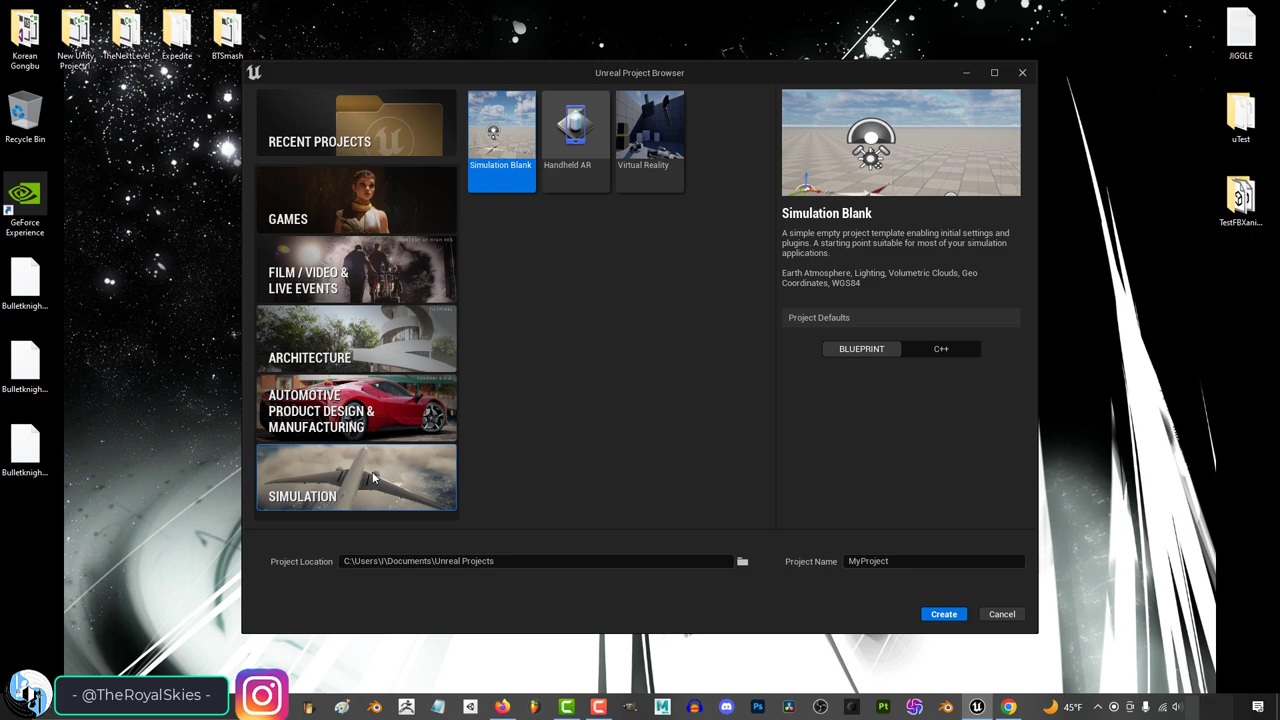 Korean
Gongbu
New Unity
Project1
TheNextLevel
Expedite
BTSmash
JIGGLE
Recycle Bin
uTest
GeForce
Experience
TestFBXani...
Bulletknigh...
Bulletknigh...
Bulletknigh...
Unreal Project Browser
RECENT PROJECTS
GAMES
FILM / VIDEO &
LIVE EVENTS
ARCHITECTURE
AUTOMOTIVE
PRODUCT DESIGN &
MANUFACTURING
SIMULATION
Simulation Blank
Handheld AR
Virtual Reality
Simulation Blank
A simple empty project template enabling initial settings and
plugins. A starting point suitable for most of your simulation
applications.
Earth Atmosphere, Lighting, Volumetric Clouds, Geo
Coordinates, WGS84
Project Defaults
BLUEPRINT
C++
Project Location
C:\Users\I\Documents\Unreal Projects
Project Name
MyProject
Create
Cancel
- @TheRoyalSkies -
45°F